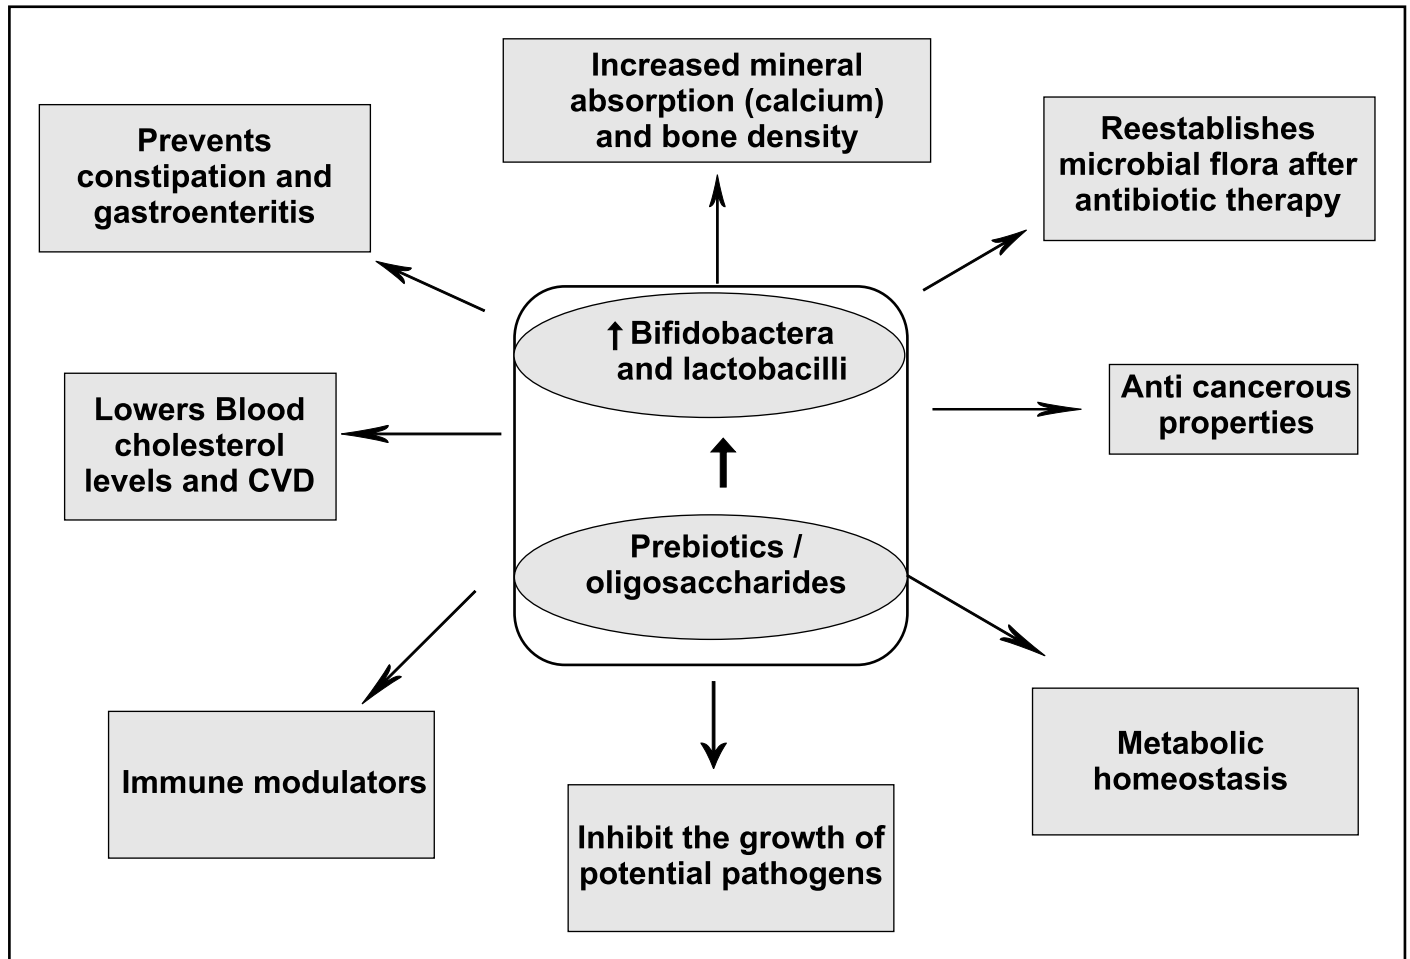 Increased mineral
absorption (calcium)
and bone density
Prevents
constipation and
gastroenteritis
Reestablishes
microbial flora after
antibiotic therapy
↑ Bifidobactera
and lactobacilli
Lowers Blood
cholesterol
levels and CVD
Anti cancerous
properties
Prebiotics /
oligosaccharides
Immune modulators
Metabolic
homeostasis
Inhibit the growth of
potential pathogens